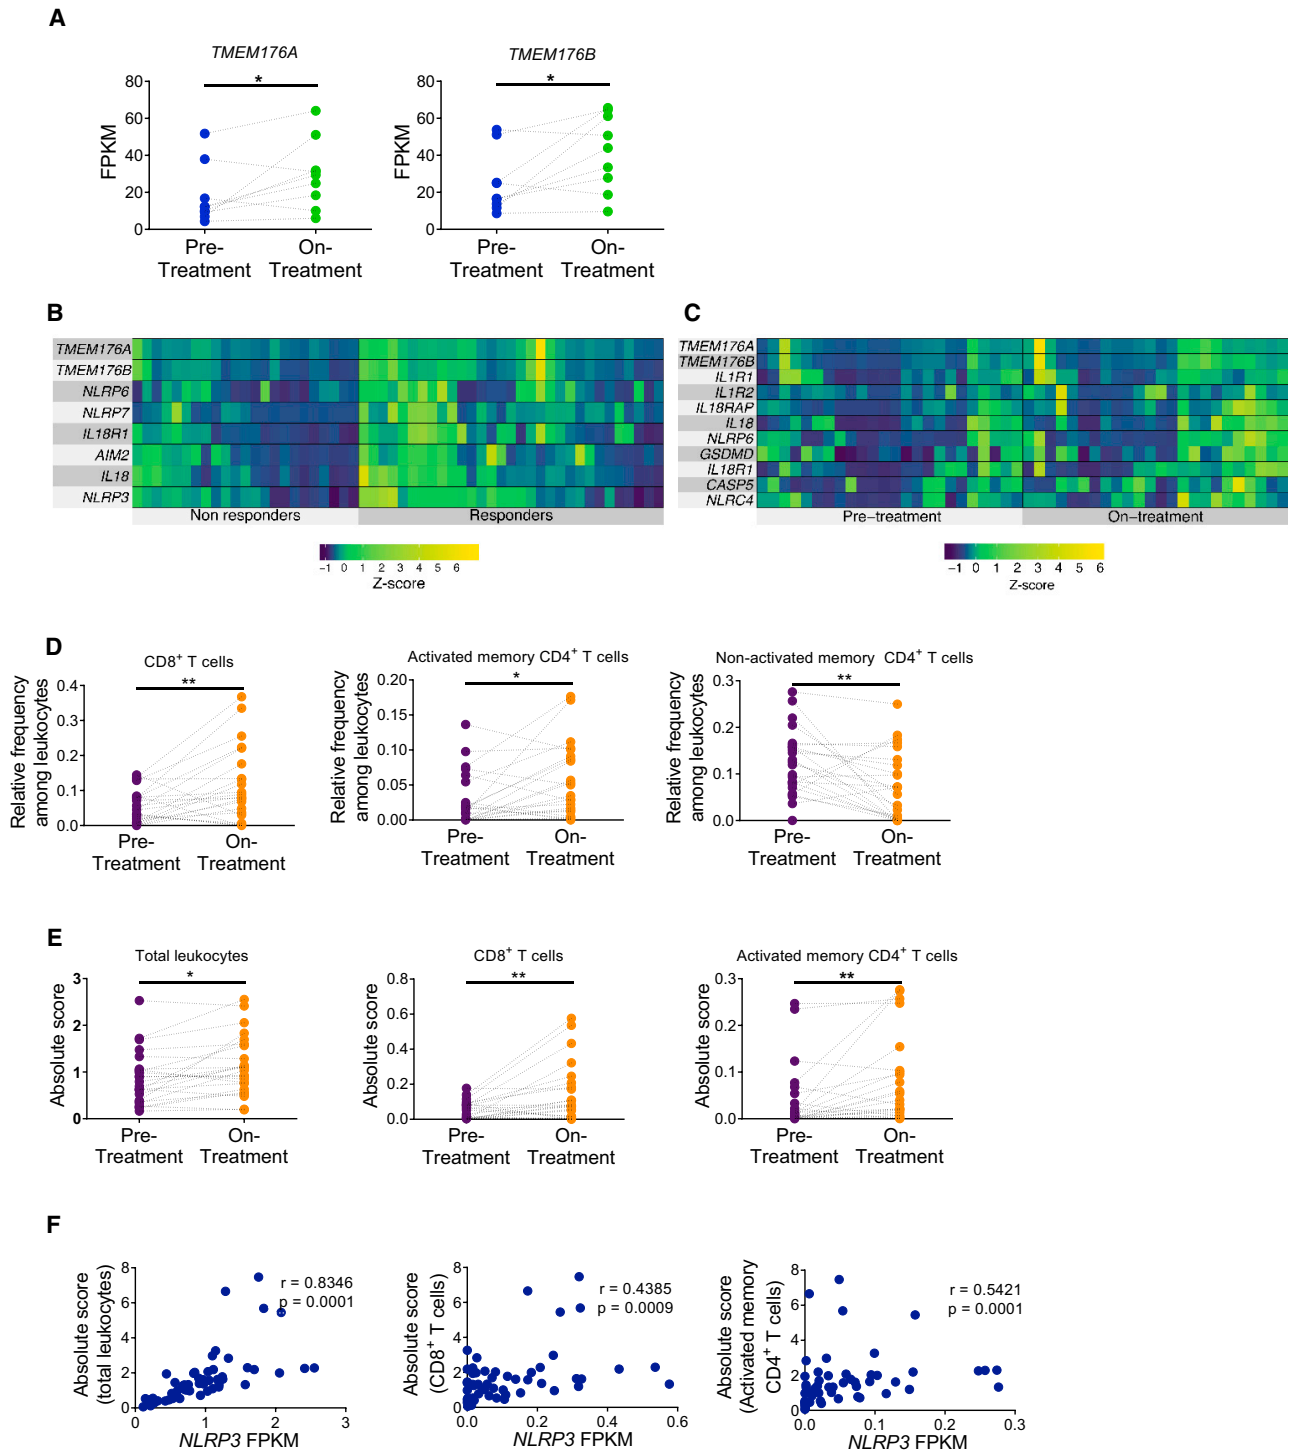 A
TMEM176A
*
80
60
40
20
0
FPKM
Pre-
Treatment
On-
Treatment
TMEM176B
*
80
60
40
20
0
FPKM
Pre-
Treatment
On-
Treatment
B
TMEM176A
TMEM176B
NLRP6
NLRP7
IL18R1
AIM2
IL18
NLRP3
Non responders
Responders
−1 0 1 2 3 4 5 6
Z-score
C
TMEM176A
TMEM176B
IL1R1
IL1R2
IL18RAP
IL18
NLRP6
GSDMD
IL18R1
CASP5
NLRC4
Pre−treatment
On−treatment
−1 0 1 2 3 4 5 6
Z-score
D
CD8+ T cells
**
0.4
0.3
0.2
0.1
0.0
Relative frequency
among leukocytes
Pre-
Treatment
On-
Treatment
Activated memory CD4+ T cells
*
0.20
0.15
0.10
0.05
0.00
Relative frequency
among leukocytes
Pre-
Treatment
On-
Treatment
Non-activated memory CD4+ T cells
**
0.3
0.2
0.1
0.0
Relative frequency
among leukocytes
Pre-
Treatment
On-
Treatment
E
Total leukocytes
*
3
2
1
0
Absolute score
Pre-
Treatment
On-
Treatment
CD8+ T cells
**
0.8
0.6
0.4
0.2
0.0
Absolute score
Pre-
Treatment
On-
Treatment
Activated memory CD4+ T cells
**
0.3
0.2
0.1
0.0
Absolute score
Pre-
Treatment
On-
Treatment
F
Absolute score
(total leukocytes)
8
6
4
2
0
r = 0.8346
p = 0.0001
0 1 2 3
NLRP3 FPKM
Absolute score
(CD8+ T cells)
8
6
4
2
0
r = 0.4385
p = 0.0009
0.0 0.2 0.4 0.6
NLRP3 FPKM
Absolute score
(Activated memory
CD4+ T cells)
8
6
4
2
0
r = 0.5421
p = 0.0001
0.0 0.1 0.2 0.3
NLRP3 FPKM